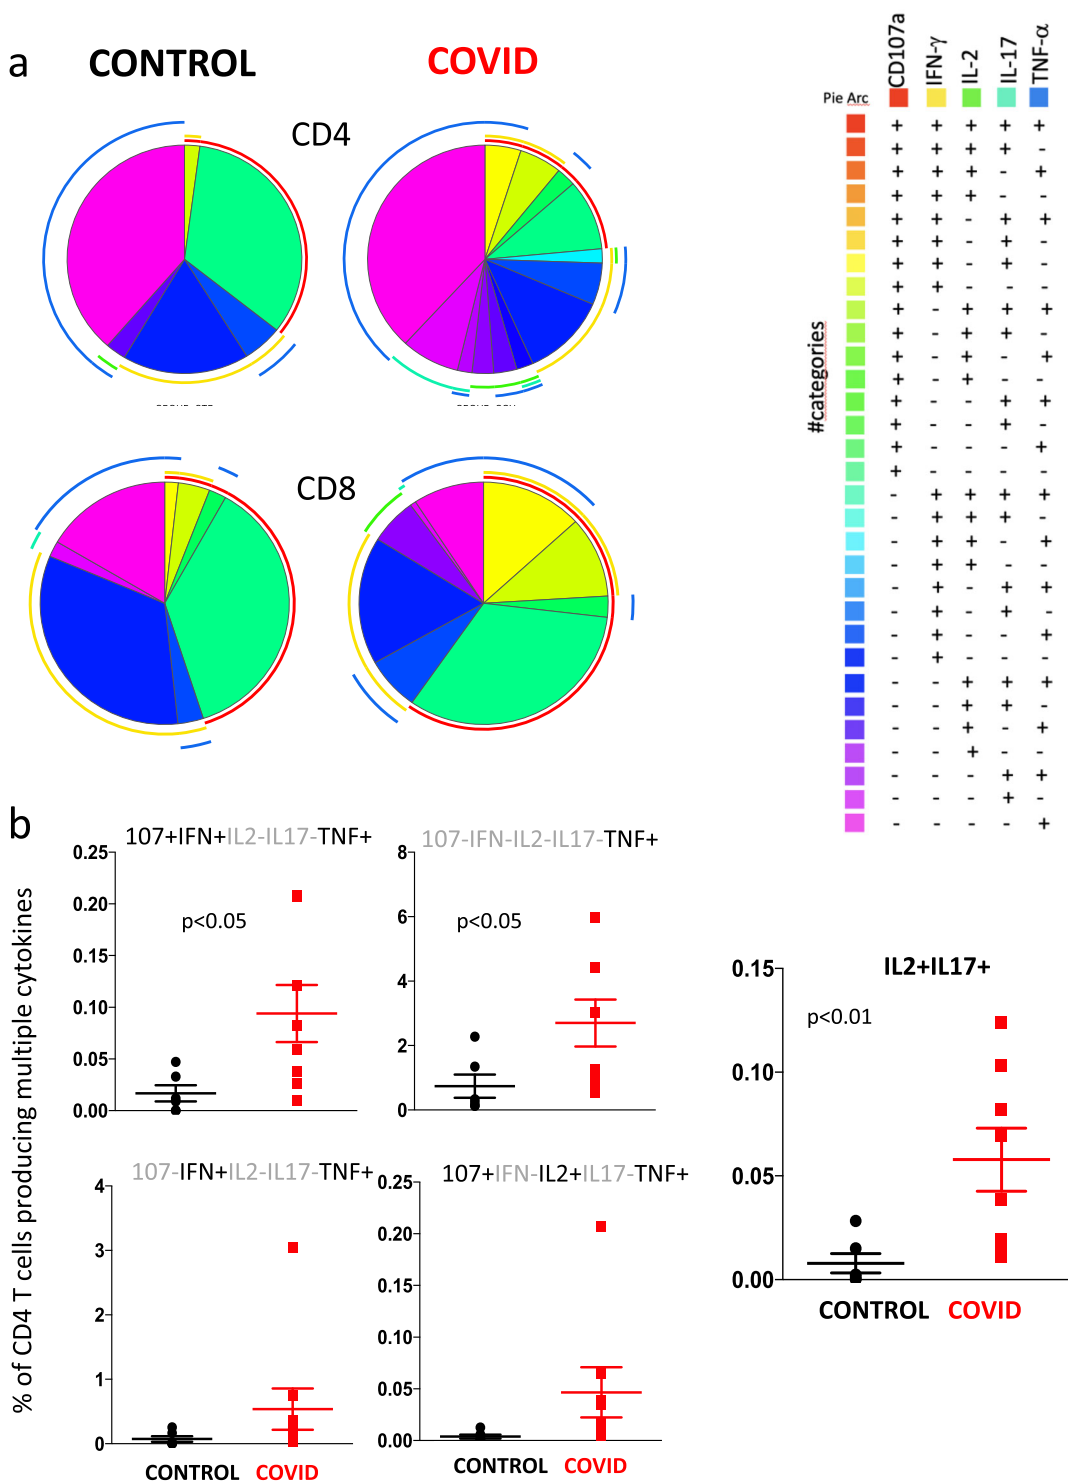 a
CONTROL
COVID
CD4
CD8
Pie Arc
CD107a
IFN-γ
IL-2
IL-17
TNF-α
#categories
+ + + + +
+ + + + -
+ + + - +
+ + + - -
+ + - + +
+ + - + -
+ + - + -
+ + - - -
+ - + + +
+ - + + -
+ - + - +
+ - + - -
+ - - + +
+ - - + -
+ - - - +
+ - - - -
- + + + +
- + + + -
- + + - +
- + + - -
- + - + +
- + - + -
- + - - +
- + - - -
- - + + +
- - + + -
- - + - +
- - + - -
- - - + +
- - - + -
- - - - +
b
% of CD4 T cells producing multiple cytokines
107+IFN+IL2-IL17-TNF+
0.25
0.20
0.15
0.10
0.05
0.00
p<0.05
107-IFN-IL2-IL17-TNF+
8
6
4
2
0
p<0.05
107-IFN+IL2-IL17-TNF+
4
3
2
1
0
CONTROL COVID
107+IFN-IL2+IL17-TNF+
0.25
0.20
0.15
0.10
0.05
0.00
CONTROL COVID
IL2+IL17+
0.15
0.10
0.05
0.00
p<0.01
CONTROL COVID